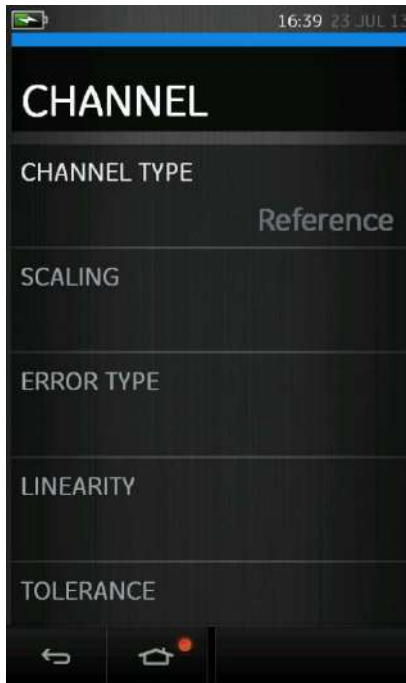 16:39 23 JUL 13
CHANNEL
CHANNEL TYPE
Reference
SCALING
ERROR TYPE
LINEARITY
TOLERANCE